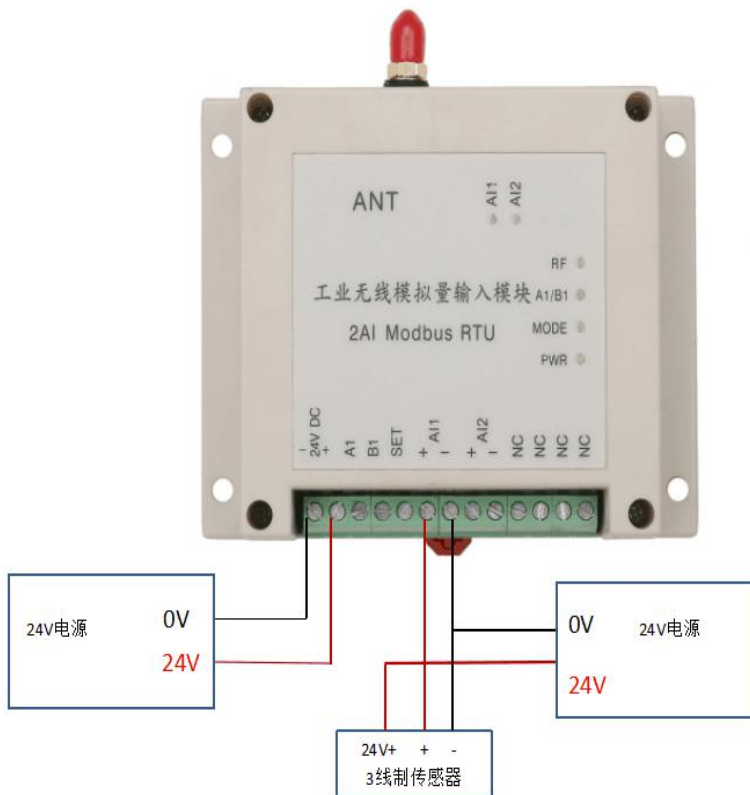 ANT
AI1
AI2
RF
工业无线模拟量输入模块 A1/B1
2AI Modbus RTU
MODE
PWR
- 24V DC +
A1
B1
SET
+ AI1 -
+ AI2 -
NC
NC
NC
NC
24V电源
0V
24V
0V
24V电源
24V
24V+ + -
3线制传感器